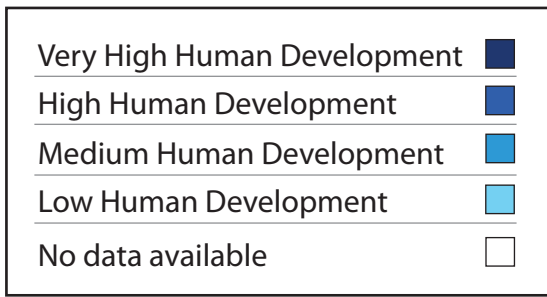 Very High Human Development
High Human Development
Medium Human Development
Low Human Development
No data available